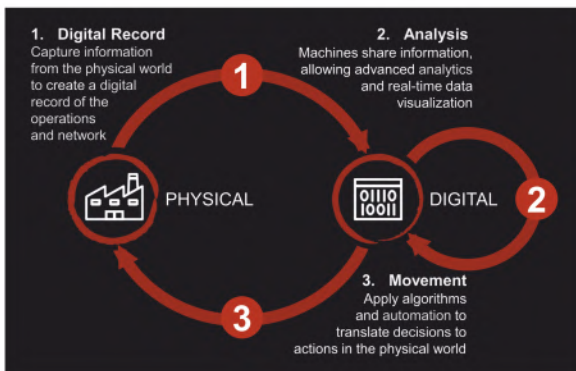 1. Digital Record
Capture information
from the physical world
to create a digital
record of the
operations
and network
2. Analysis
Machines share information,
allowing advanced analytics
and real-time data
visualization
1
PHYSICAL
01110
10011
DIGITAL
2
3. Movement
Apply algorithms
and automation to
translate decisions to
actions in the physical world
3